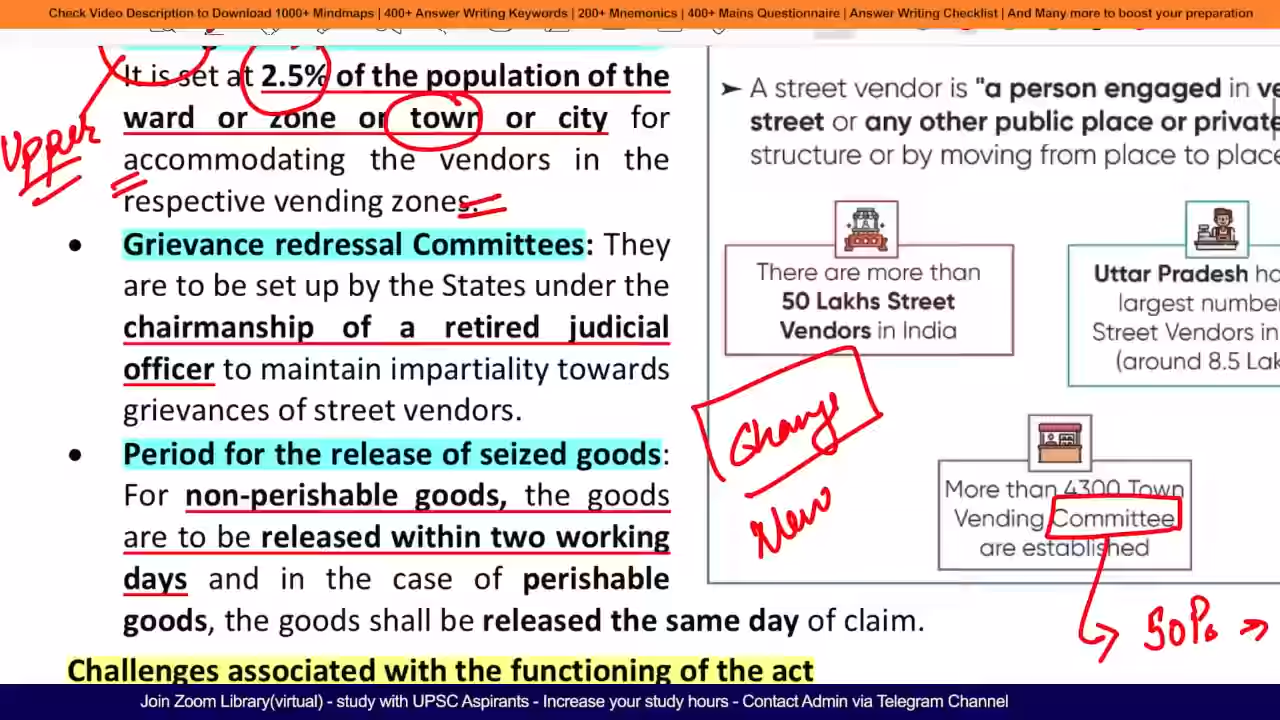 Check Video Description to Download 1000+ Mindmaps | 400+ Answer Writing Keywords | 200+ Mnemonics | 400+ Mains Questionnaire | Answer Writing Checklist | And Many more to boost your preparation
It is set at 2.5% of the population of the
ward or zone or town or city for
accommodating the vendors in the
respective vending zones.
Upper
• Grievance redressal Committees: They
are to be set up by the States under the
chairmanship of a retired judicial
officer to maintain impartiality towards
grievances of street vendors.
• Period for the release of seized goods:
For non-perishable goods, the goods
are to be released within two working
days and in the case of perishable
goods, the goods shall be released the same day of claim.
Challenges associated with the functioning of the act
➤ A street vendor is "a person engaged in ve
street or any other public place or private
structure or by moving from place to place
There are more than
50 Lakhs Street
Vendors in India
Uttar Pradesh ha
largest numbe
Street Vendors in
(around 8.5 Lak
Change
New
More than 4300 Town
Vending Committee
are established
SOPs
Join Zoom Library(virtual) - study with UPSC Aspirants - Increase your study hours - Contact Admin via Telegram Channel